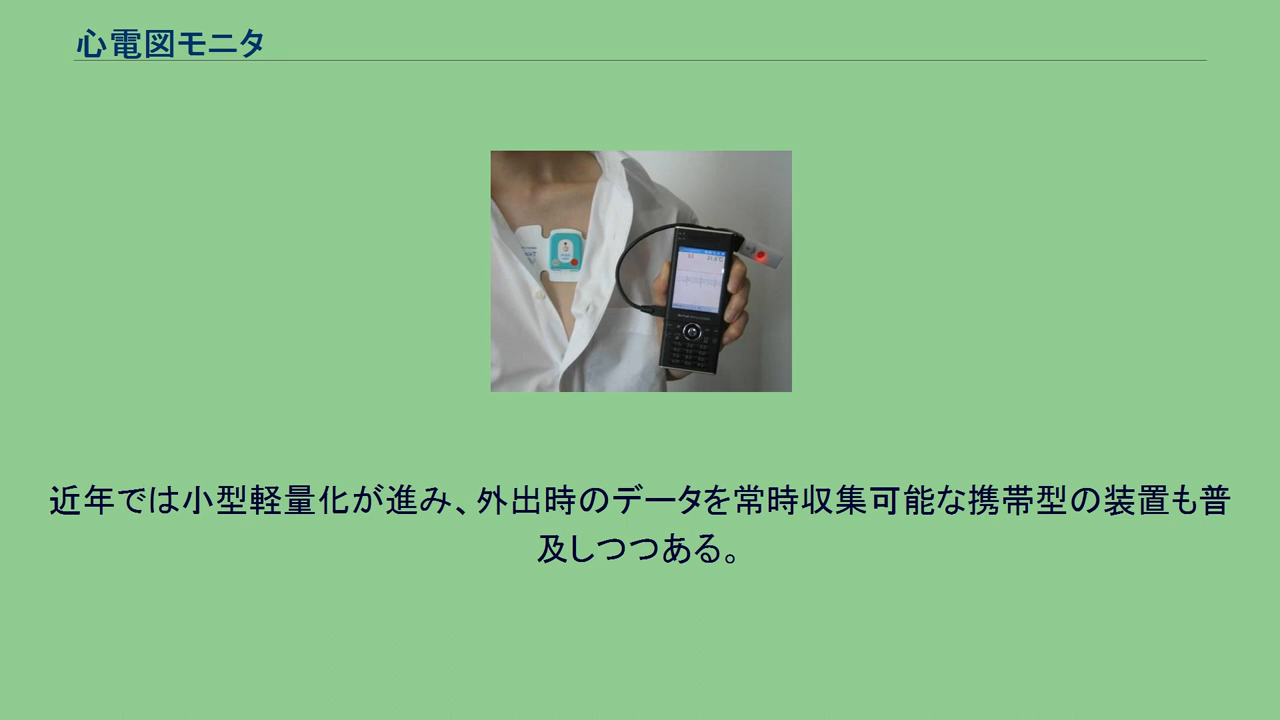 心電図モニタ
近年では小型軽量化が進み、外出時のデータを常時収集可能な携帯型の装置も普
及しつつある。